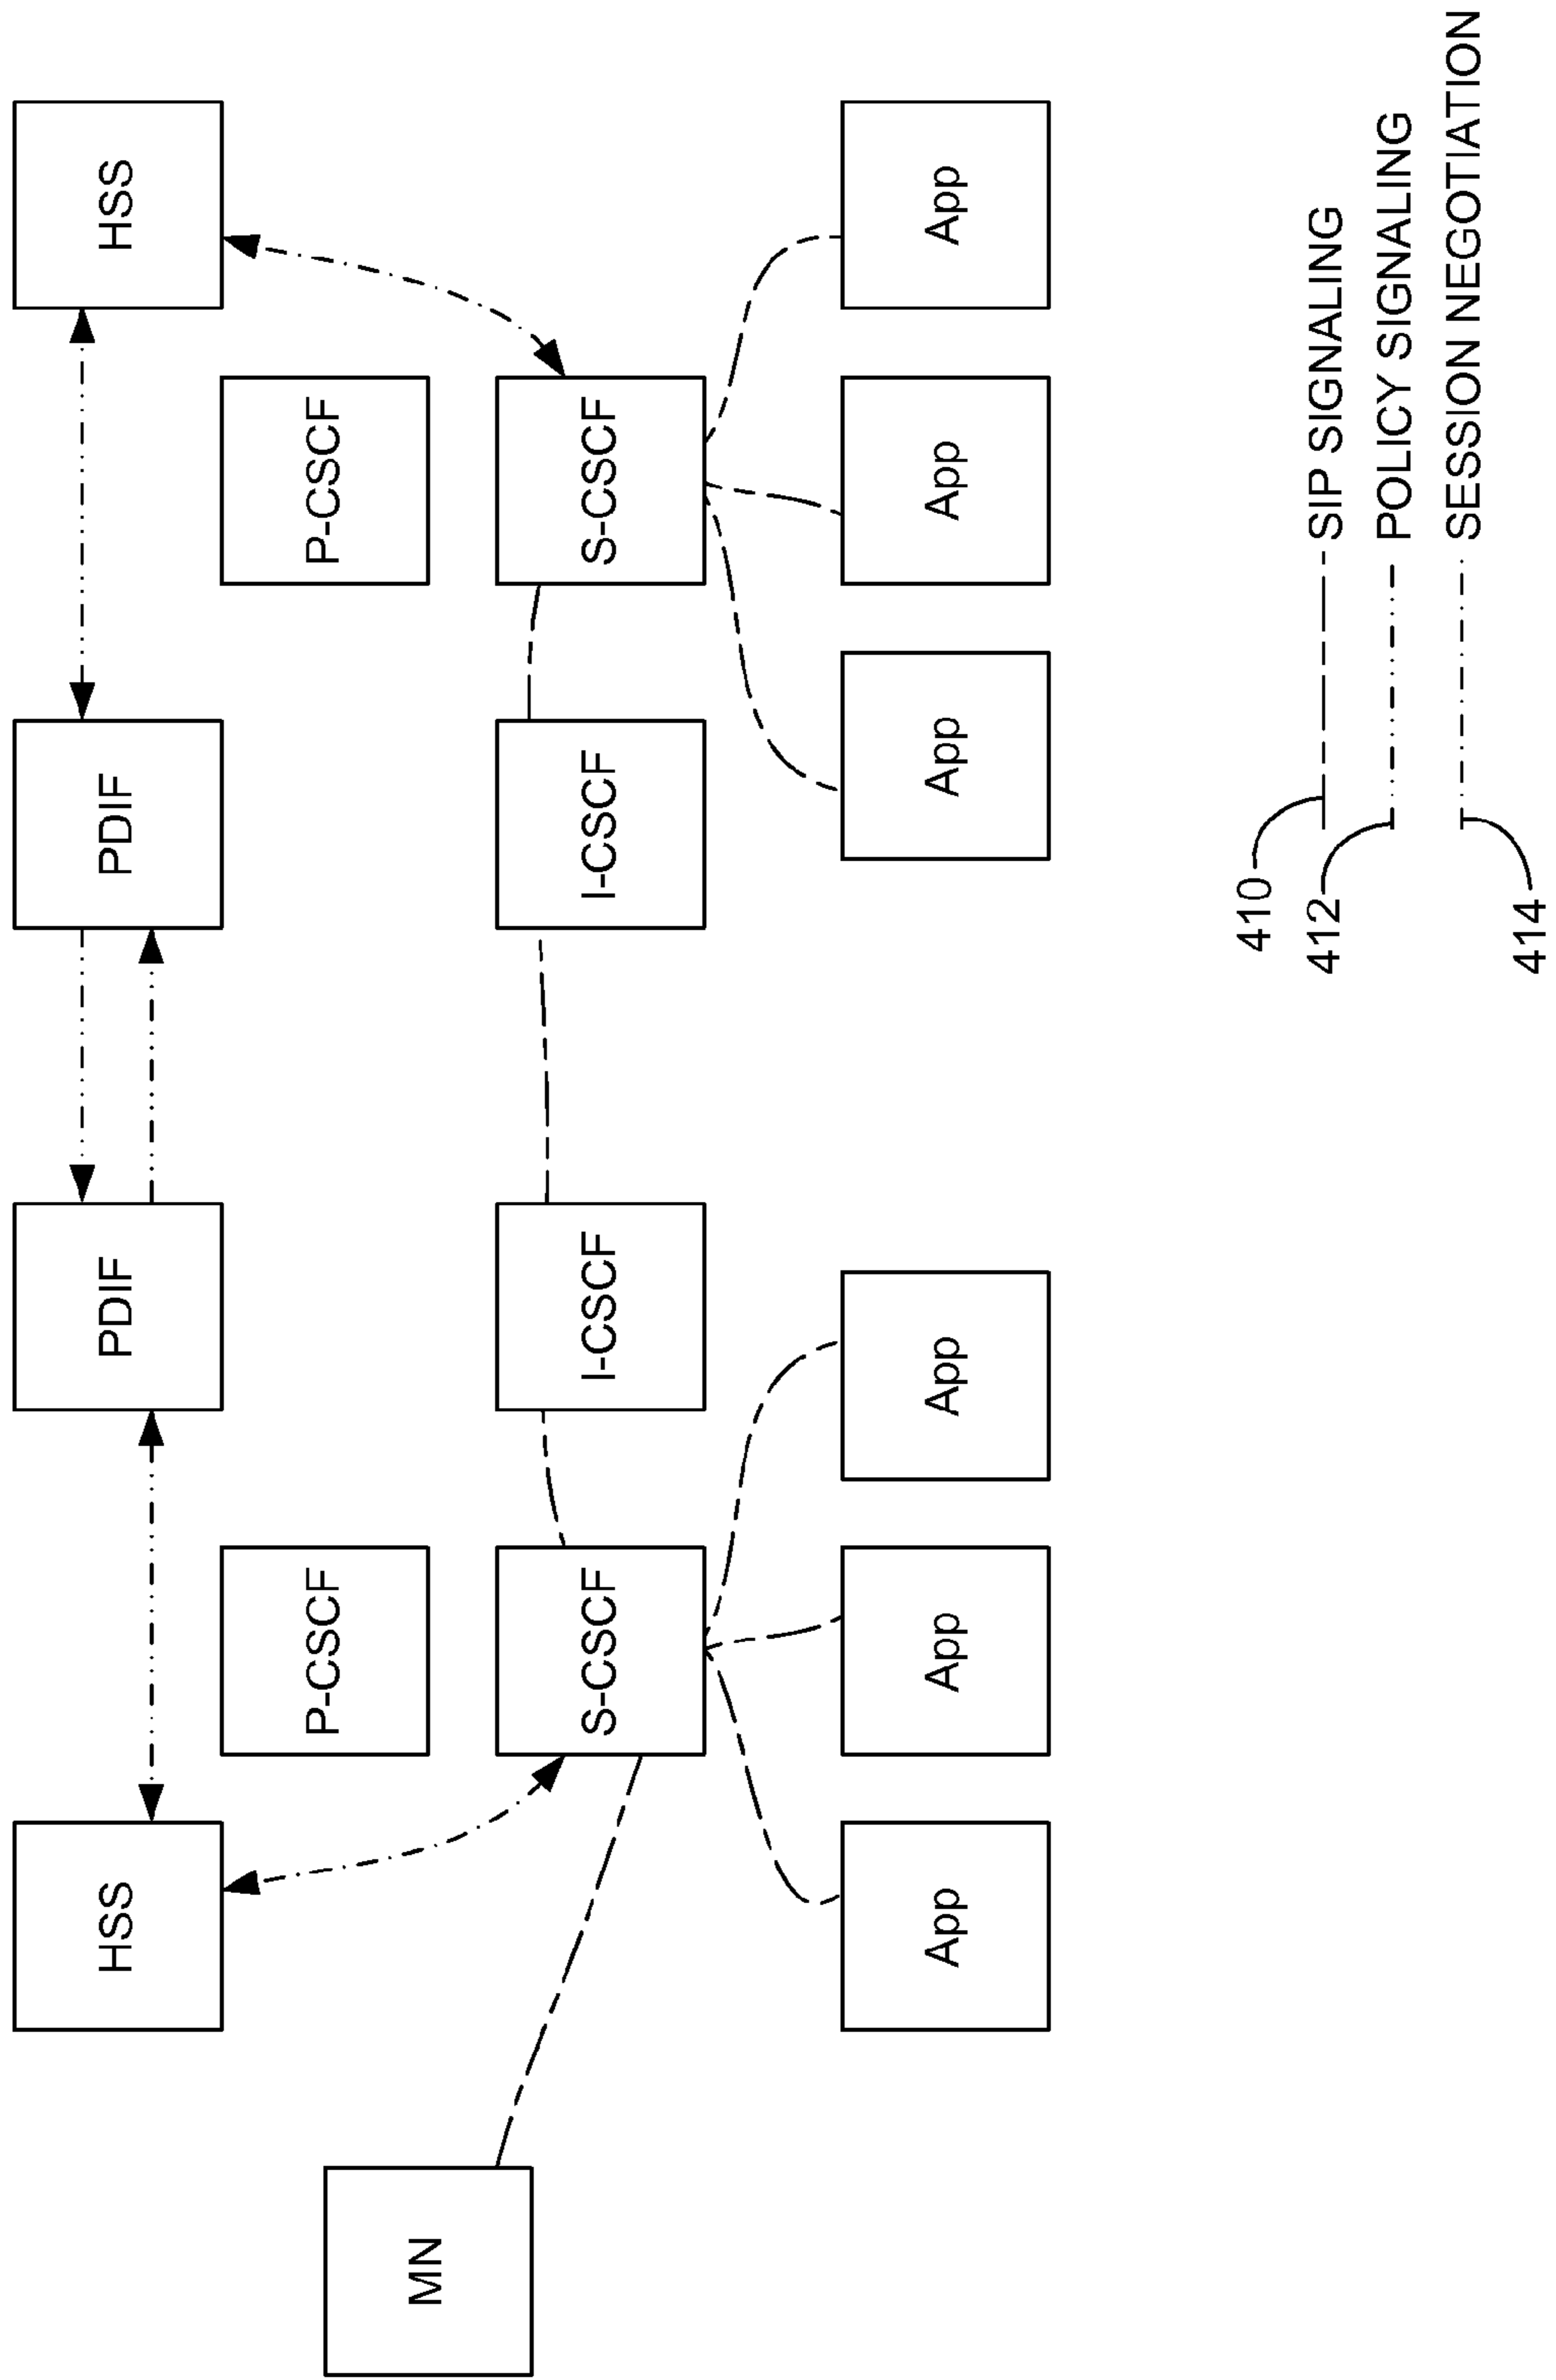 HSS
PDIF
PDIF
HSS
P-CSCF
P-CSCF
MN
S-CSCF
I-CSCF
I-CSCF
S-CSCF
App
App
App
App
App
App
410
SIP SIGNALING
412
POLICY SIGNALING
SESSION NEGOTIATION
414